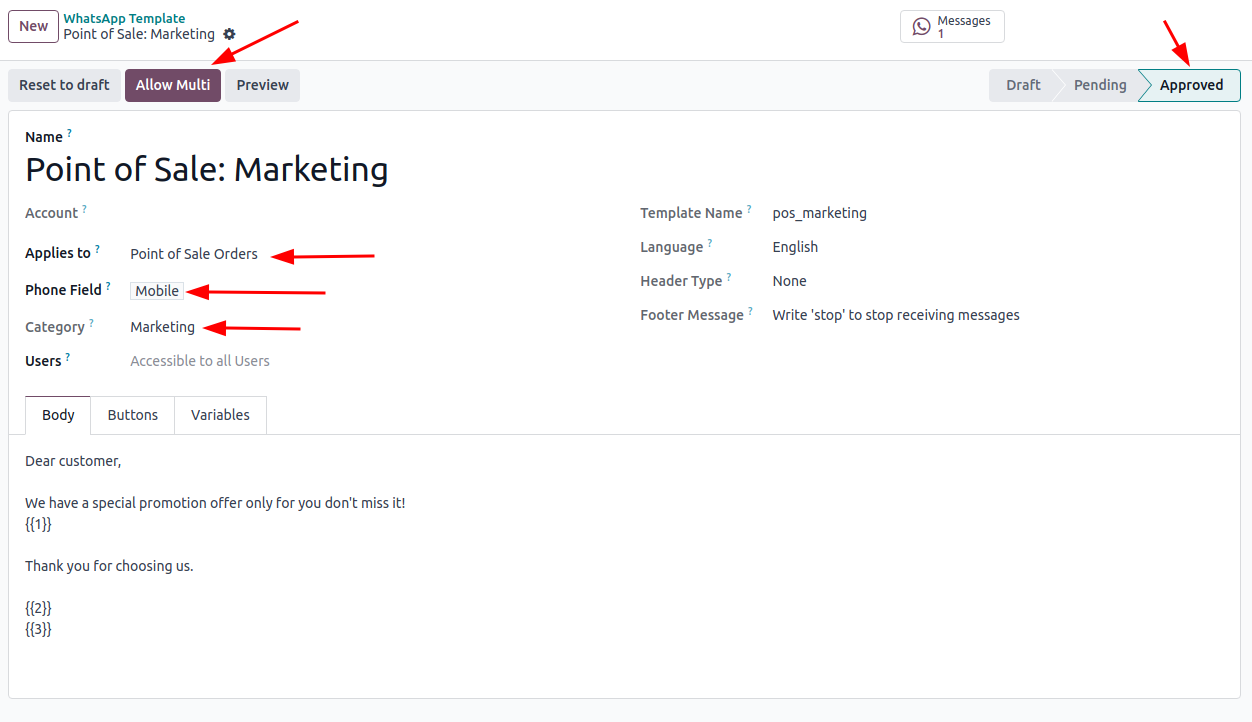 New
WhatsApp Template
Point of Sale: Marketing
Messages
1
Reset to draft
Allow Multi
Preview
Draft
Pending
Approved
Name ?
Point of Sale: Marketing
Account ?
Applies to ? Point of Sale Orders
Phone Field ? Mobile
Category ? Marketing
Users ? Accessible to all Users
Template Name ? pos_marketing
Language ? English
Header Type ? None
Footer Message ? Write 'stop' to stop receiving messages
Body
Buttons
Variables
Dear customer,
We have a special promotion offer only for you don't miss it!
{{1}}
Thank you for choosing us.
{{2}}
{{3}}